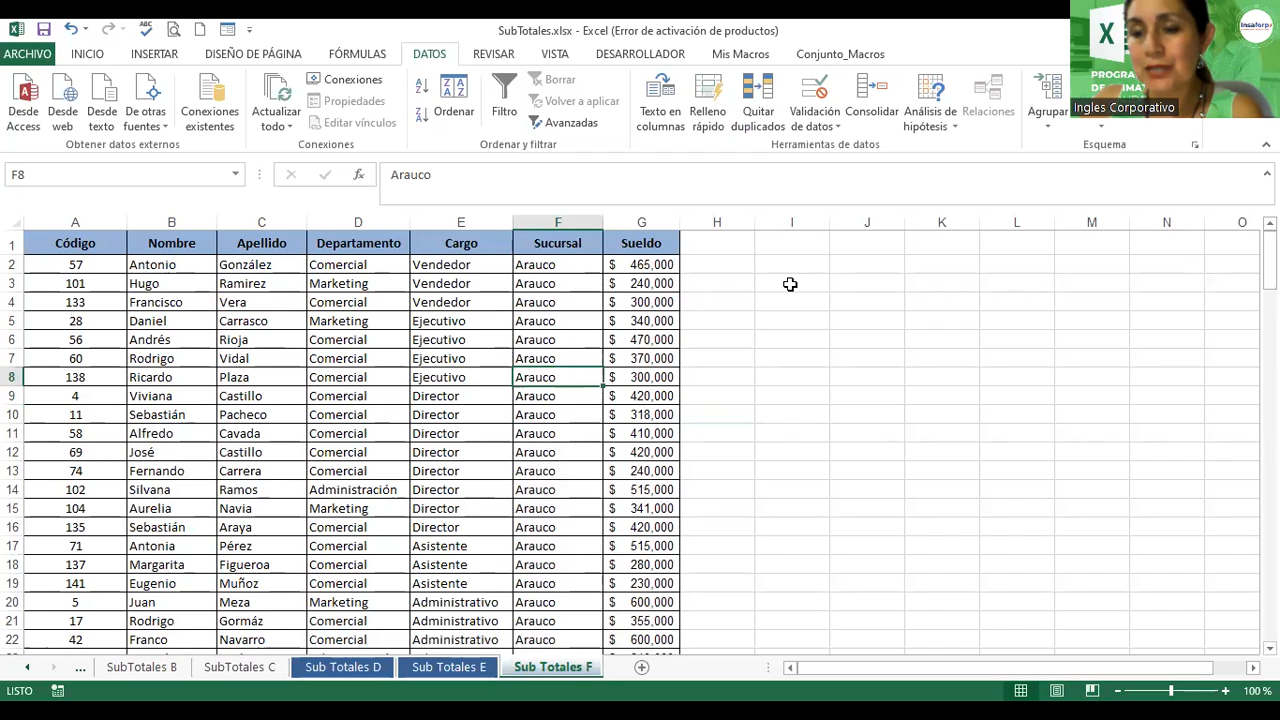 SubTotales.xlsx - Excel (Error de activación de productos)
ARCHIVO INICIO INSERTAR DISEÑO DE PÁGINA FÓRMULAS DATOS REVISAR VISTA DESARROLLADOR Mis Macros Conjunto_Macros
Desde Access
Desde web
Desde texto
De otras fuentes
Obtener datos externos
Conexiones existentes
Actualizar todo
Conexiones
Propiedades
Editar vínculos
Conexiones
Ordenar
Filtro
Borrar
Volver a aplicar
Avanzadas
Ordenar y filtrar
Texto en columnas
Relleno rápido
Quitar duplicados
Validación de datos
Consolidar
Análisis de hipótesis
Relaciones
Herramientas de datos
Agrupar
Esquema
Insaforp
Ingles Corporativo
F8 fx Arauco
A B C D E F G H I J K L M N O
1 Código Nombre Apellido Departamento Cargo Sucursal Sueldo
2 57 Antonio González Comercial Vendedor Arauco $ 465,000
3 101 Hugo Ramirez Marketing Vendedor Arauco $ 240,000
4 133 Francisco Vera Comercial Vendedor Arauco $ 300,000
5 28 Daniel Carrasco Marketing Ejecutivo Arauco $ 340,000
6 56 Andrés Rioja Comercial Ejecutivo Arauco $ 470,000
7 60 Rodrigo Vidal Comercial Ejecutivo Arauco $ 370,000
8 138 Ricardo Plaza Comercial Ejecutivo Arauco $ 300,000
9 4 Viviana Castillo Comercial Director Arauco $ 420,000
10 11 Sebastián Pacheco Comercial Director Arauco $ 318,000
11 58 Alfredo Cavada Comercial Director Arauco $ 410,000
12 69 José Castillo Comercial Director Arauco $ 420,000
13 74 Fernando Carrera Comercial Director Arauco $ 240,000
14 102 Silvana Ramos Administración Director Arauco $ 515,000
15 104 Aurelia Navia Marketing Director Arauco $ 341,000
16 135 Sebastián Araya Comercial Director Arauco $ 420,000
17 71 Antonia Pérez Comercial Asistente Arauco $ 515,000
18 137 Margarita Figueroa Comercial Asistente Arauco $ 280,000
19 141 Eugenio Muñoz Comercial Asistente Arauco $ 230,000
20 5 Juan Meza Marketing Administrativo Arauco $ 600,000
21 17 Rodrigo Gormáz Comercial Administrativo Arauco $ 355,000
22 42 Franco Navarro Comercial Administrativo Arauco $ 600,000
... SubTotales B SubTotales C Sub Totales D Sub Totales E Sub Totales F
LISTO 100 %